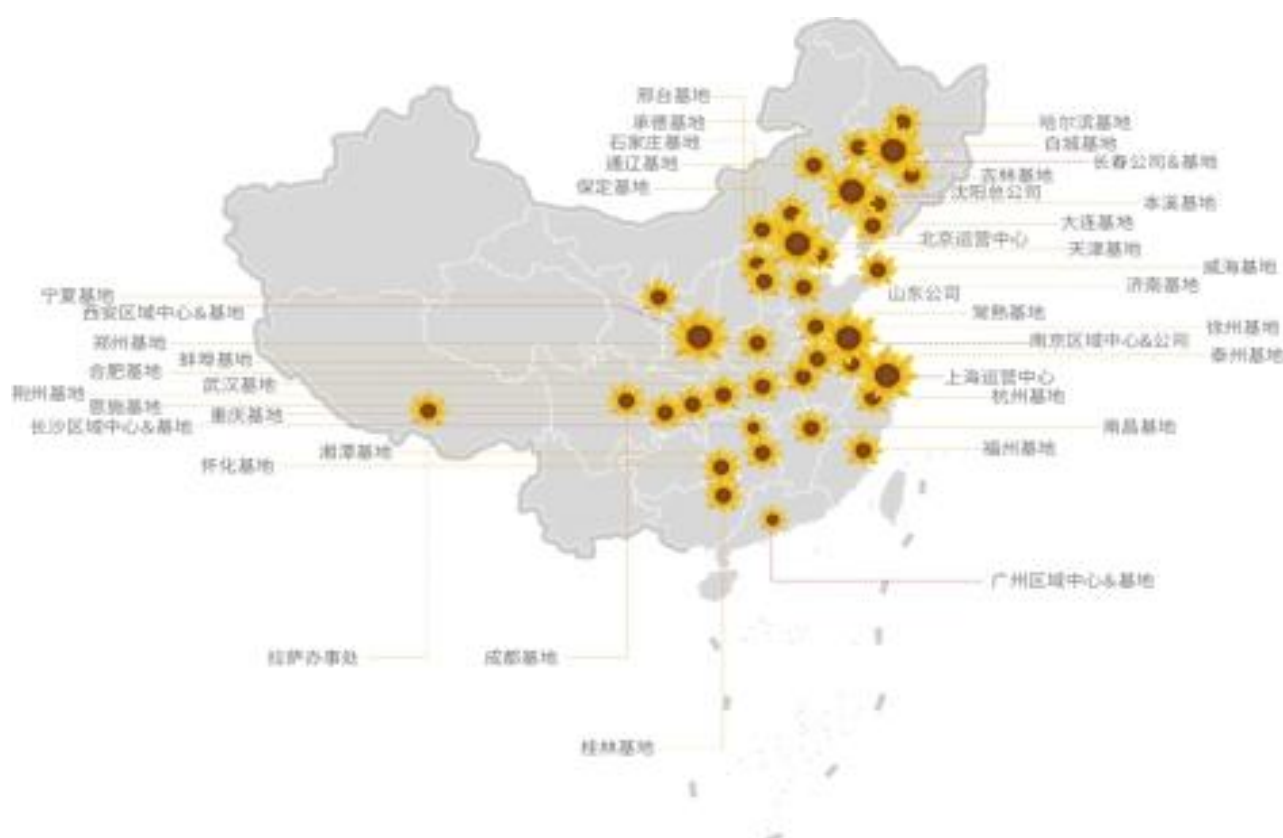 邢台基地
承德基地
石家庄基地
通辽基地
保定基地
哈尔滨基地
白城基地
长春公司&基地
吉林基地
沈阳总公司
本溪基地
大连基地
北京运营中心
天津基地
威海基地
济南基地
山东公司
常熟基地
徐州基地
南京区域中心&公司
泰州基地
上海运营中心
杭州基地
南昌基地
福州基地
宁夏基地
西安区域中心&基地
郑州基地
蚌埠基地
合肥基地
武汉基地
荆州基地
恩施基地
重庆基地
长沙区域中心&基地
湘潭基地
怀化基地
广州区域中心&基地
拉萨办事处
成都基地
桂林基地